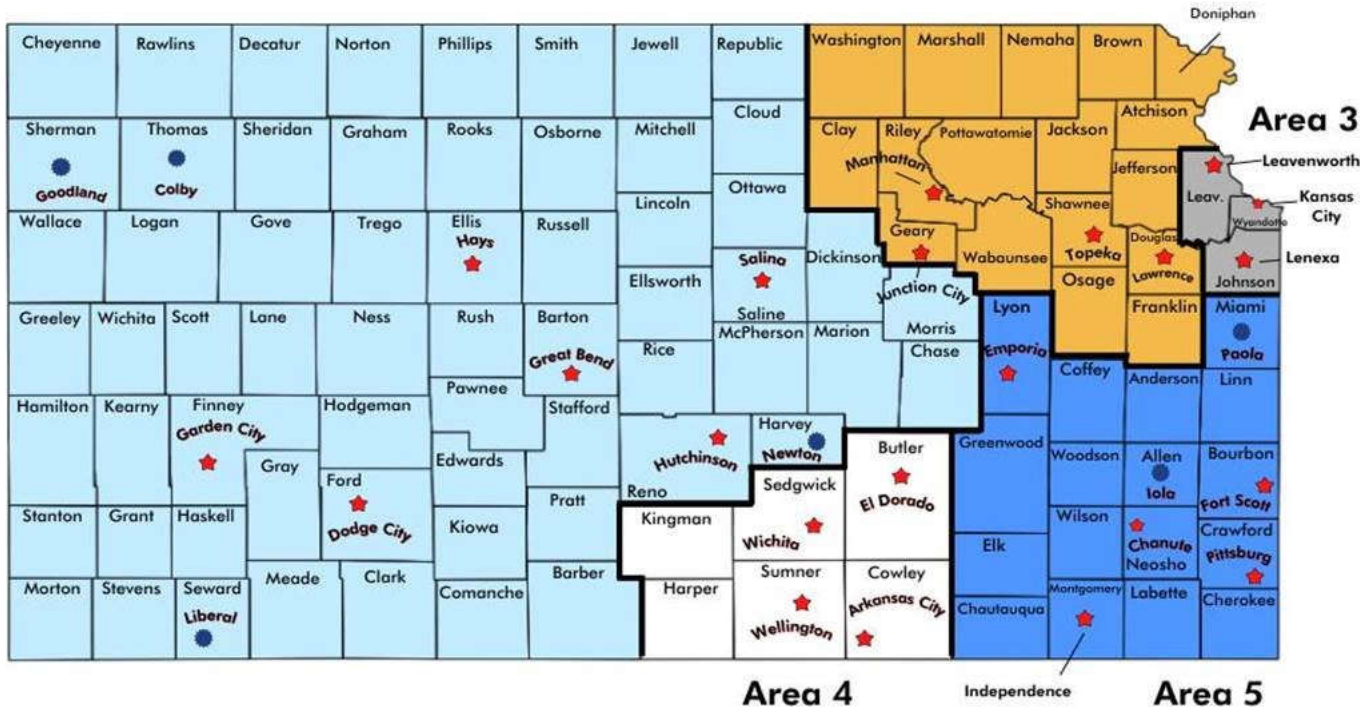 Doniphan
Cheyenne Rawlins Decatur Norton Phillips Smith Jewell Republic Washington Marshall Nemaha Brown
Cloud Atchison Area 3
Sherman Thomas Sheridan Graham Rooks Osborne Mitchell Clay Riley Pottawatomie Jackson
Manhattan Jefferson Leavenworth
Goodland Colby Ottawa Leav. Kansas
City
Lincoln Shawnee Wyandotte
Wallace Logan Gove Trego Ellis Russell
Hays Geary Douglas
Salina Dickinson Wabaunsee Topeka Lawrence Lenexa
Ellsworth Junction City Osage Johnson
Saline
Greeley Wichita Scott Lane Ness Rush Barton McPherson Marion Morris Lyon Franklin Miami
Great Bend Rice Chase Emporia Paola
Pawnee Coffey Anderson Linn
Hamilton Kearny Finney Hodgeman Stafford
Garden City Harvey Butler Greenwood
Hutchinson Newton Woodson Allen Bourbon
Gray Edwards
Ford Reno Sedgwick El Dorado Iola Fort Scott
Stanton Grant Haskell Dodge City Kiowa Pratt Kingman Wilson Crawford
Wichita Elk Chanute Pittsburg
Neosho
Morton Stevens Seward Meade Clark Comanche Barber Harper Sumner Cowley Montgomery Labette Cherokee
Liberal Wellington Arkansas City Chautauqua
Area 4 Independence Area 5